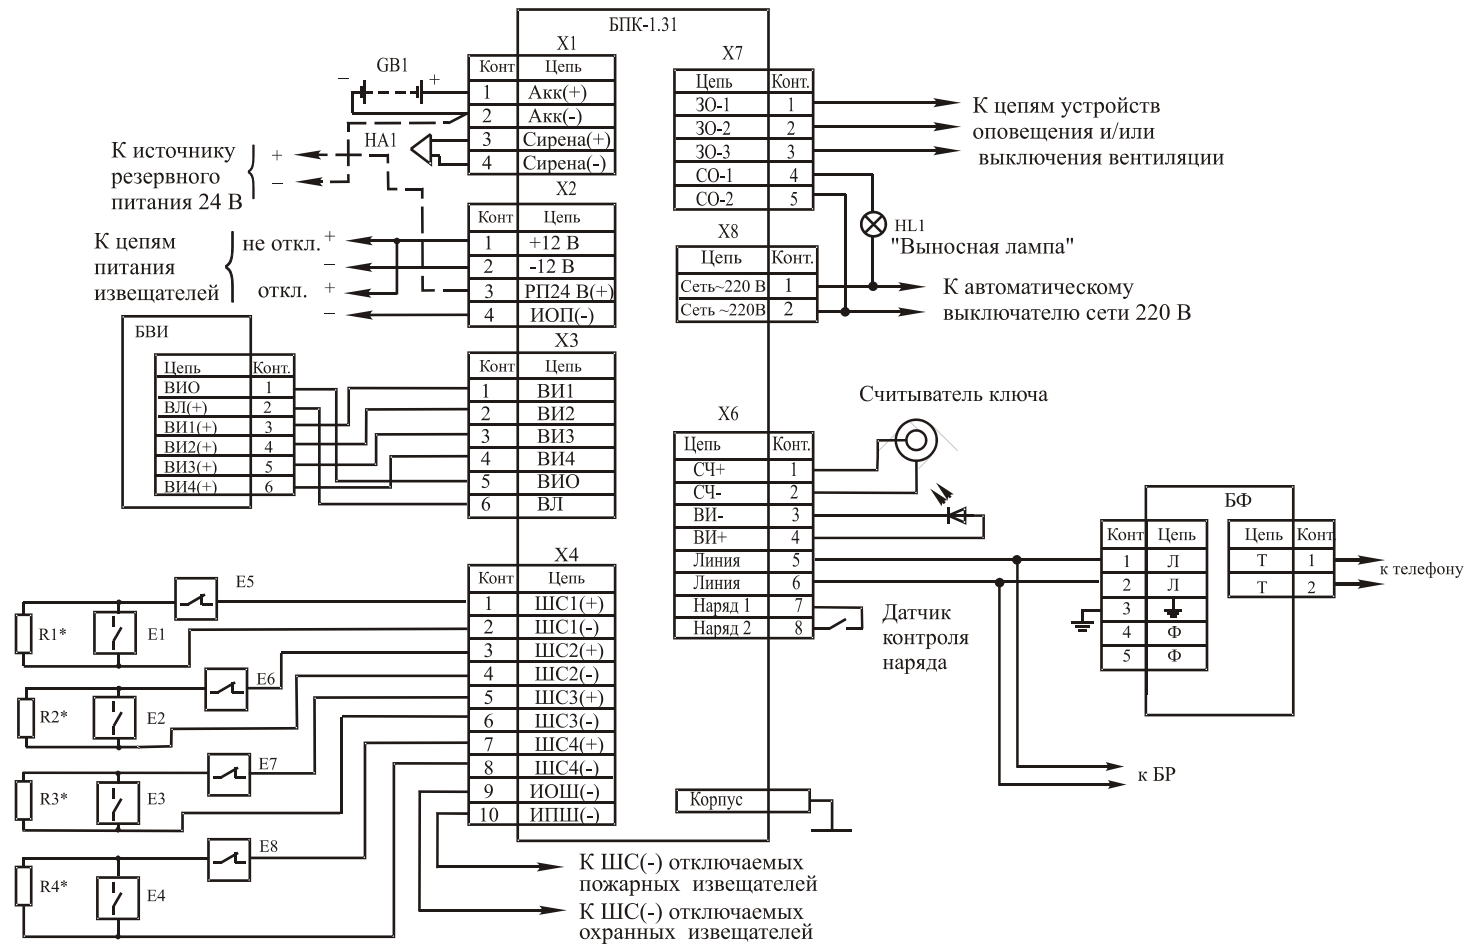 БПК-1.31
X1
Конт Цепь
1 Акк(+)
2 Акк(-)
3 Сирена(+)
4 Сирена(-)
GB1
− +
HA1
К источнику
резервного
питания 24 В
+
−
X2
Конт Цепь
1 +12 В
2 -12 В
3 РП24 В(+)
4 ИОП(-)
К цепям
питания
извещателей
не откл. +
−
откл. +
−
БВИ
Цепь Конт.
ВИО 1
ВЛ(+) 2
ВИ1(+) 3
ВИ2(+) 4
ВИ3(+) 5
ВИ4(+) 6
X3
Конт Цепь
1 ВИ1
2 ВИ2
3 ВИ3
4 ВИ4
5 ВИО
6 ВЛ
X4
Конт Цепь
1 ШС1(+)
2 ШС1(-)
3 ШС2(+)
4 ШС2(-)
5 ШС3(+)
6 ШС3(-)
7 ШС4(+)
8 ШС4(-)
9 ИОШ(-)
10 ИПШ(-)
E5
R1* E1
E6
R2* E2
E7
R3* E3
E8
R4* E4
К ШС(-) отключаемых
пожарных извещателей
К ШС(-) отключаемых
охранных извещателей
X7
Цепь Конт.
ЗО-1 1
ЗО-2 2
ЗО-3 3
СО-1 4
СО-2 5
К цепям устройств
оповещения и/или
выключения вентиляции
HL1
"Выносная лампа"
X8
Цепь Конт.
Сеть~220 В 1
Сеть ~220В 2
К автоматическому
выключателю сети 220 В
X6
Цепь Конт.
СЧ+ 1
СЧ- 2
ВИ- 3
ВИ+ 4
Линия 5
Линия 6
Наряд 1 7
Наряд 2 8
Считыватель ключа
Датчик
контроля
наряда
Корпус
БФ
Конт Цепь
1 Л
2 Л
3
4 Ф
5 Ф
Цепь Конт.
Т 1
Т 2
к телефону
к БР